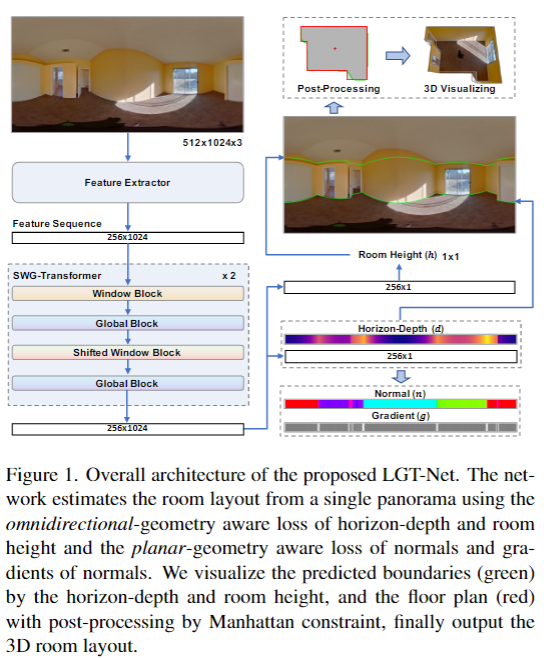 512x1024x3
Feature Extractor
Feature Sequence
256x1024
SWG-Transformer x 2
Window Block
Global Block
Shifted Window Block
Global Block
256x1024
Post-Processing
3D Visualizing
Room Height (h) 1x1
256x1
Horizon-Depth (d)
256x1
Normal (n)
Gradient (g)
Figure 1. Overall architecture of the proposed LGT-Net. The net-
work estimates the room layout from a single panorama using the
omnidirectional-geometry aware loss of horizon-depth and room
height and the planar-geometry aware loss of normals and gra-
dients of normals. We visualize the predicted boundaries (green)
by the horizon-depth and room height, and the floor plan (red)
with post-processing by Manhattan constraint, finally output the
3D room layout.